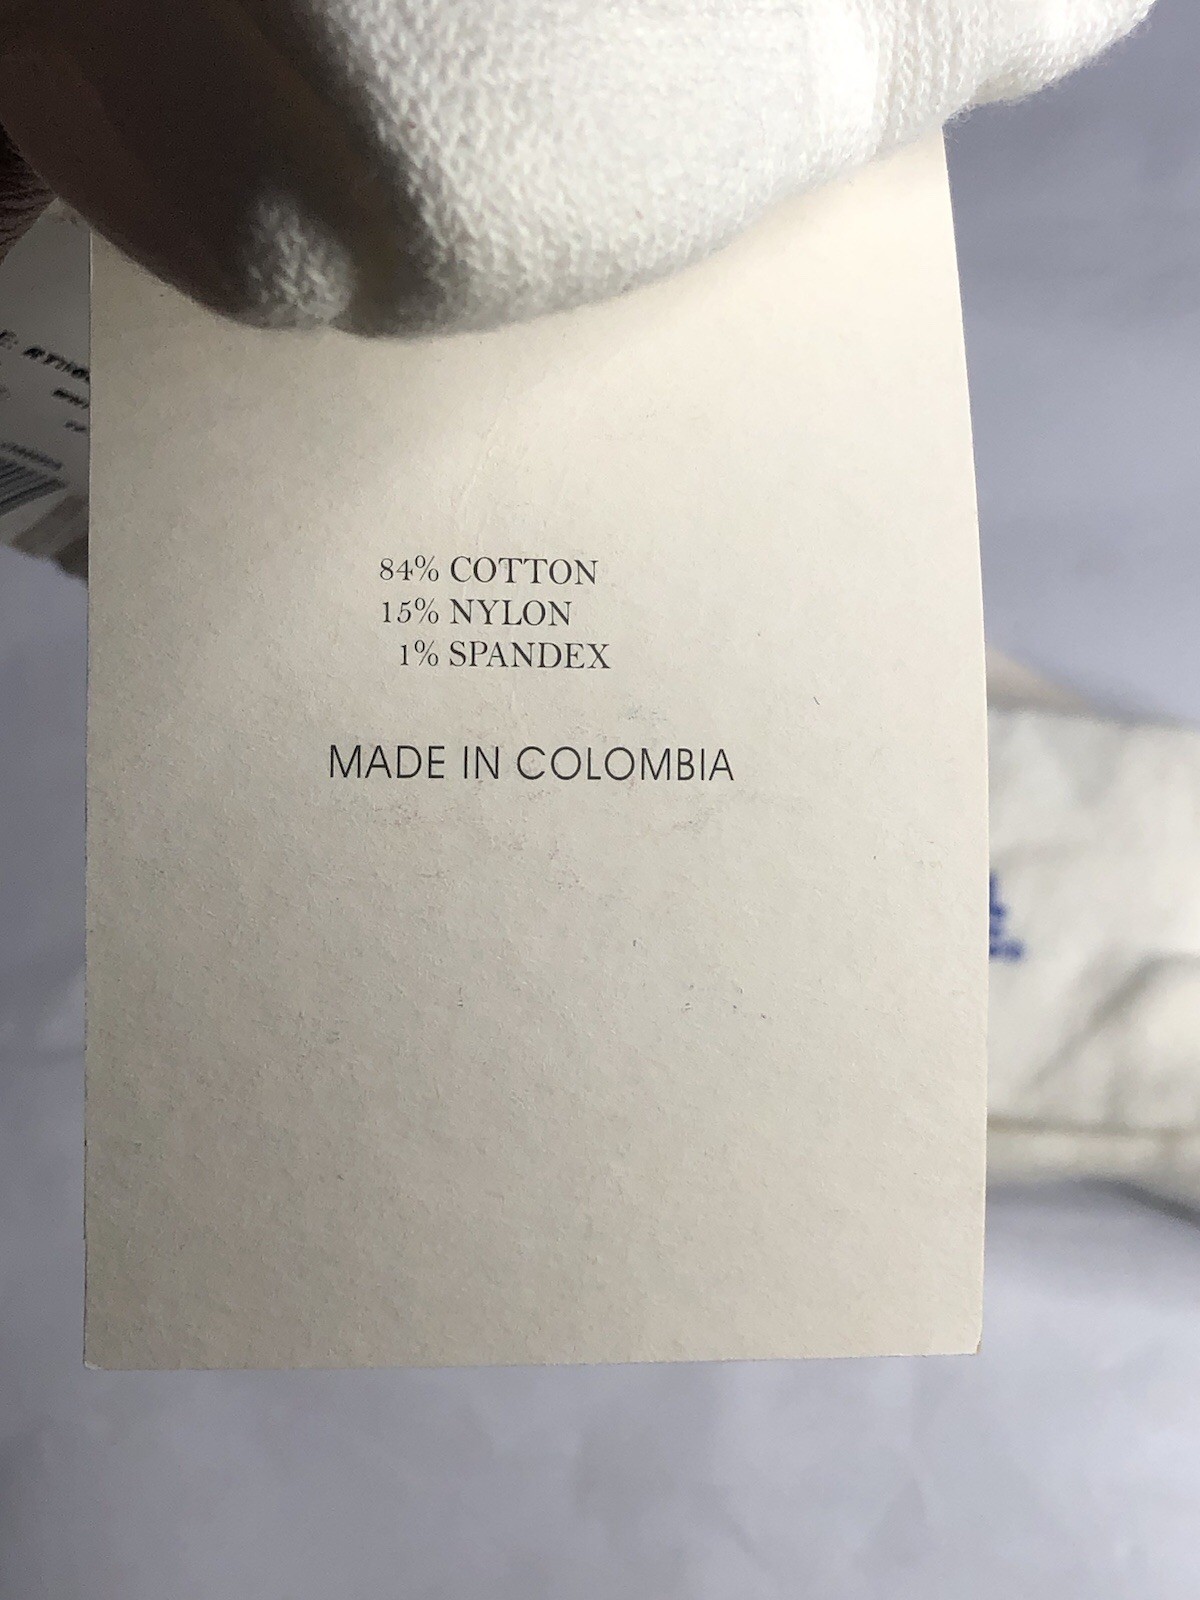 84% COTTON
15% NYLON
1% SPANDEX
MADE IN COLOMBIA